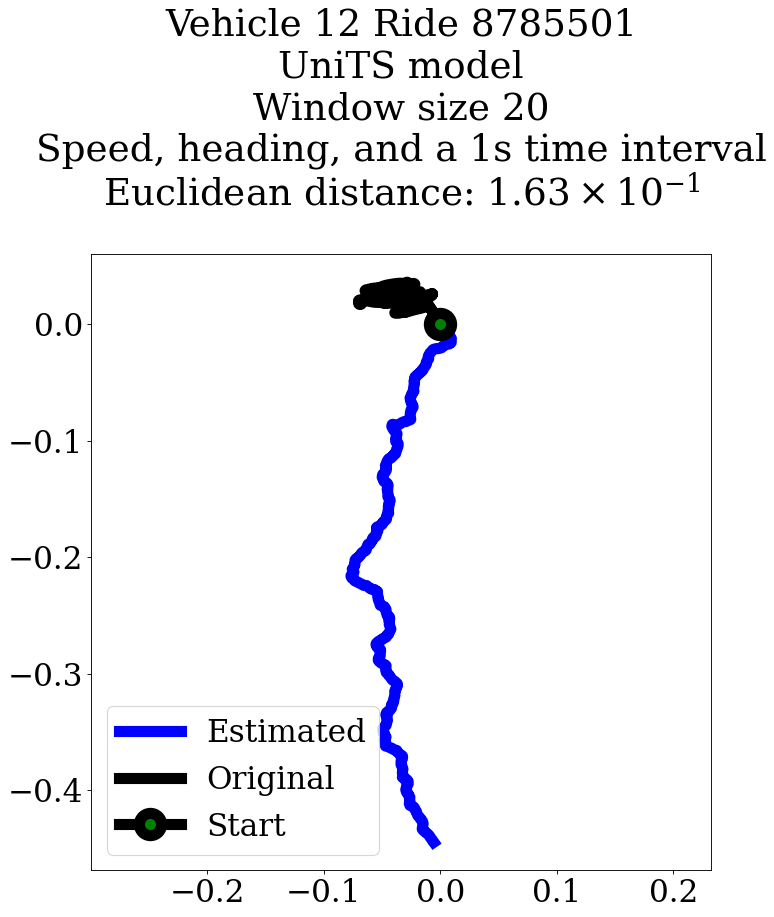 Vehicle 12 Ride 8785501
UniTS model
Window size 20
Speed, heading, and a 1s time interval
Euclidean distance: 1.63 × 10⁻¹
0.0
−0.1
−0.2
−0.3
−0.4
Estimated
Original
Start
−0.2 −0.1 0.0 0.1 0.2